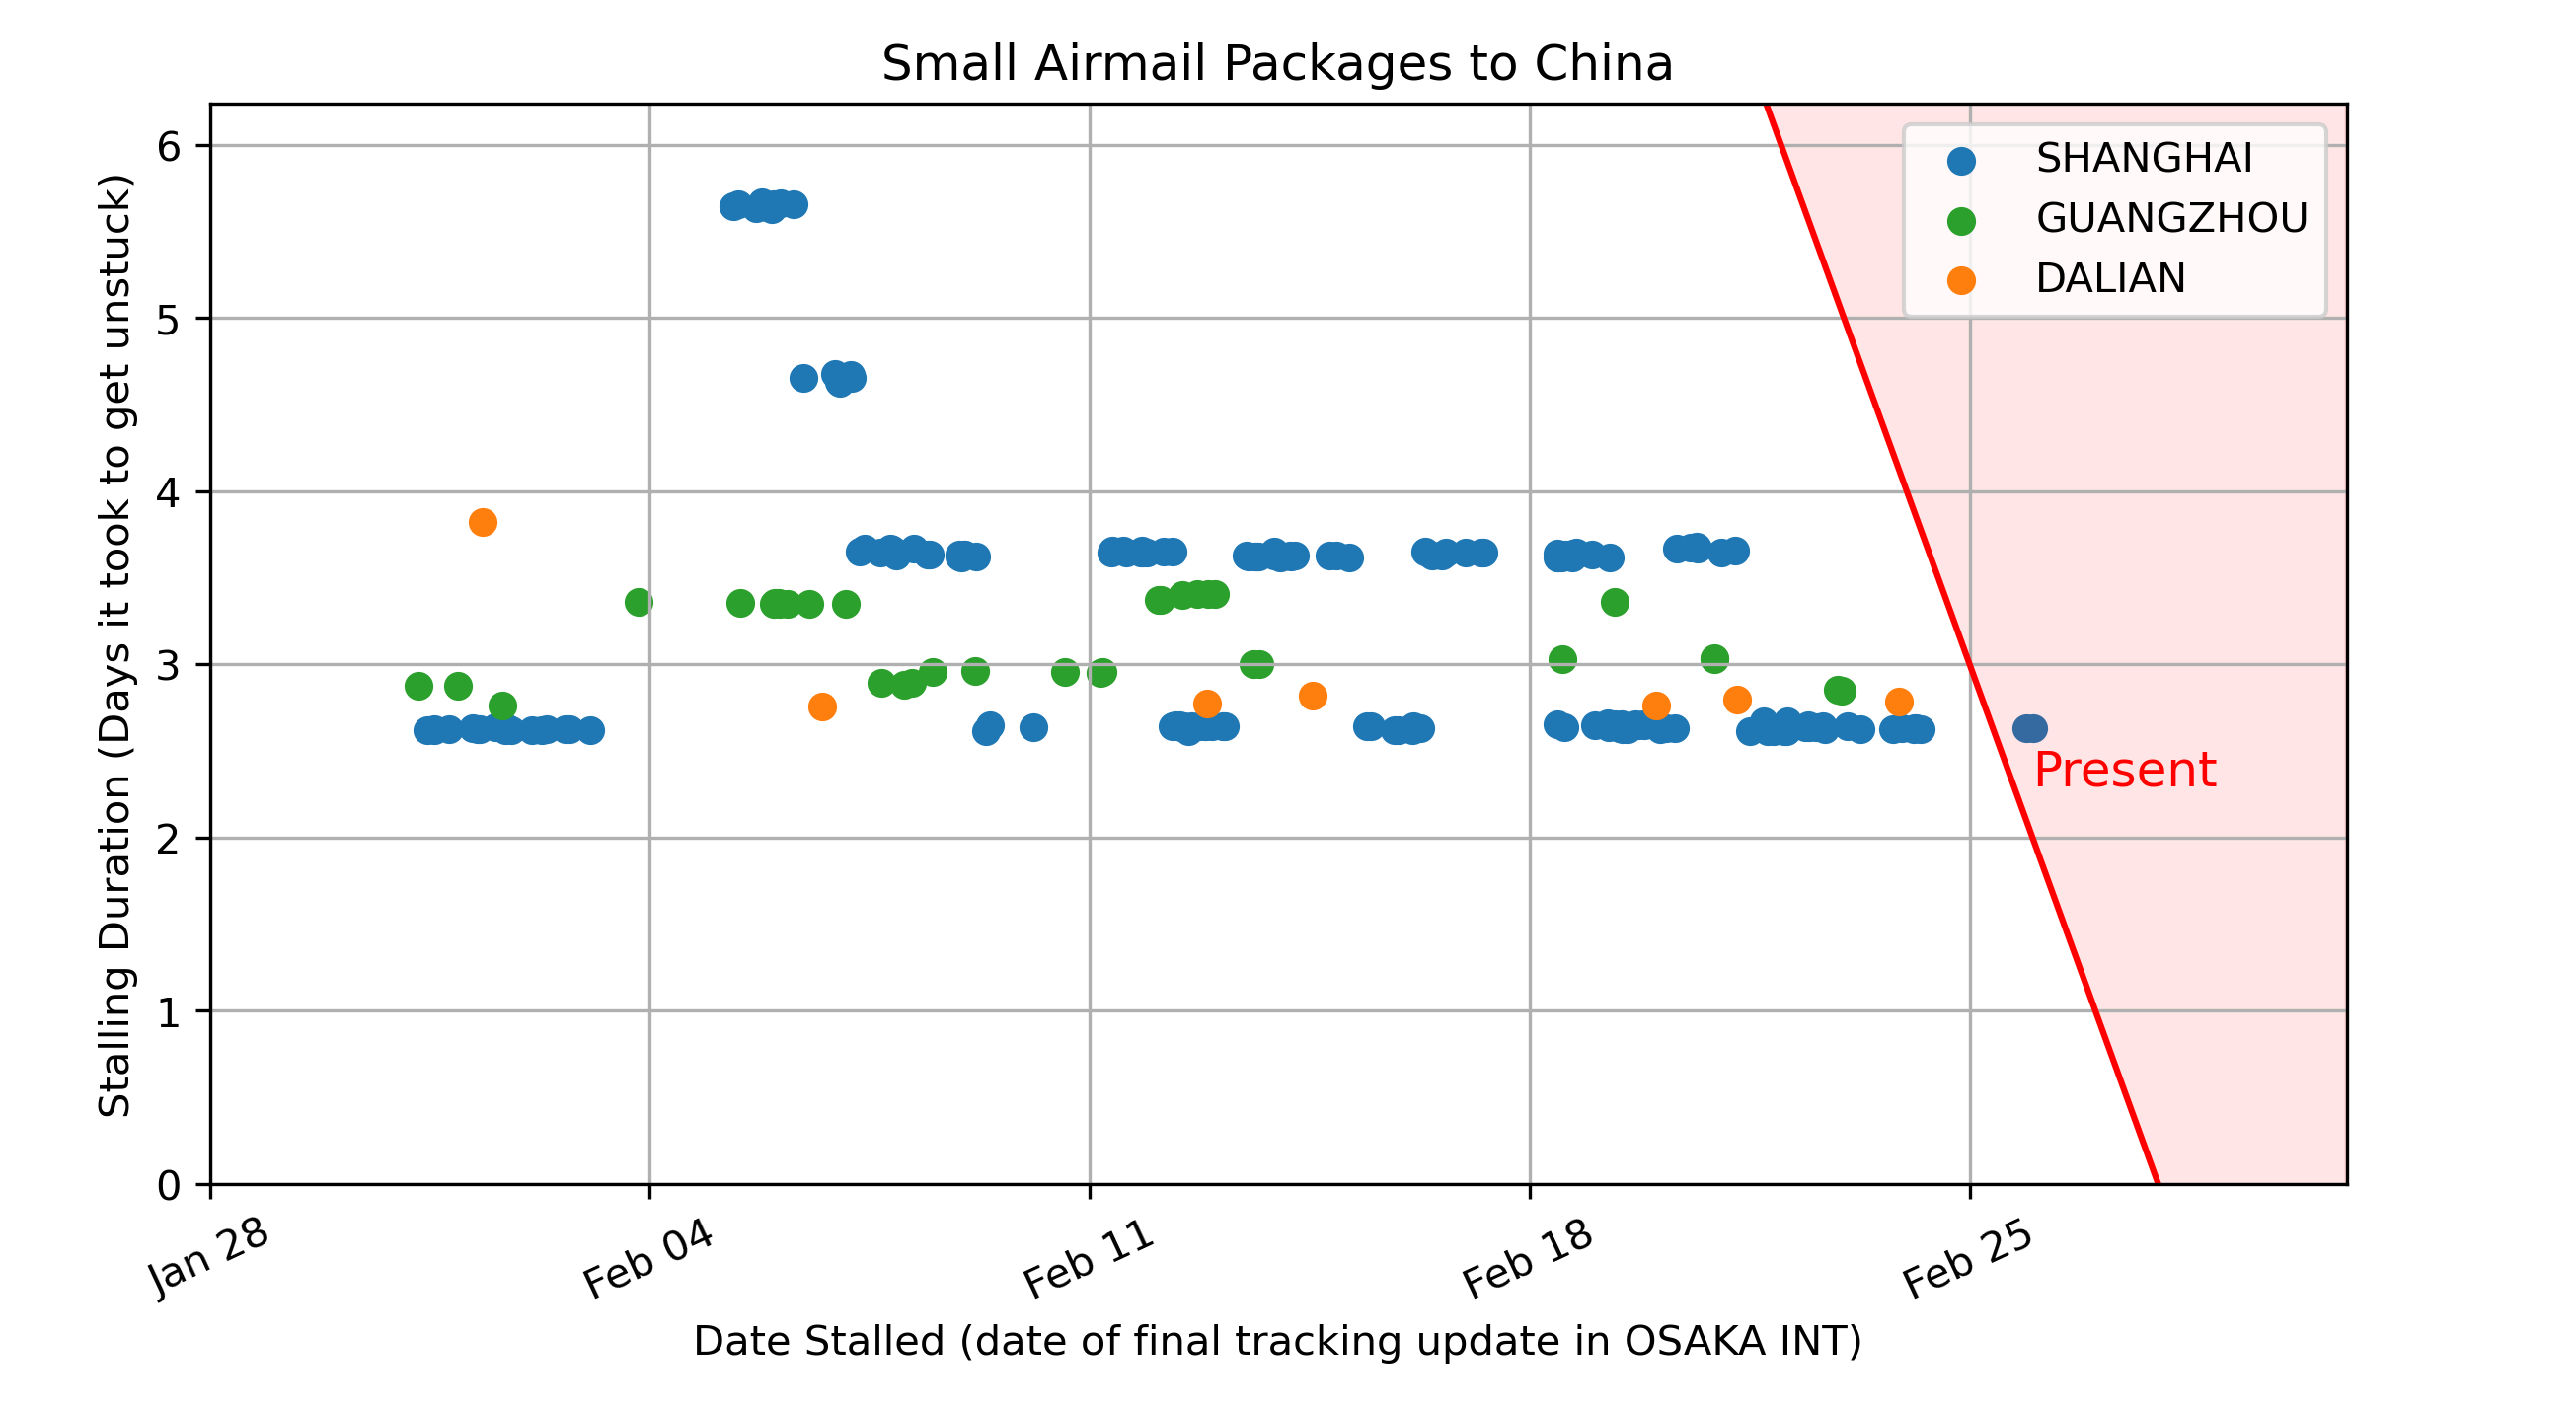 Small Airmail Packages to China
Stalling Duration (Days it took to get unstuck)
6
5
4
3
2
1
0
SHANGHAI
GUANGZHOU
DALIAN
Present
Jan 28
Feb 04
Feb 11
Feb 18
Feb 25
Date Stalled (date of final tracking update in OSAKA INT)